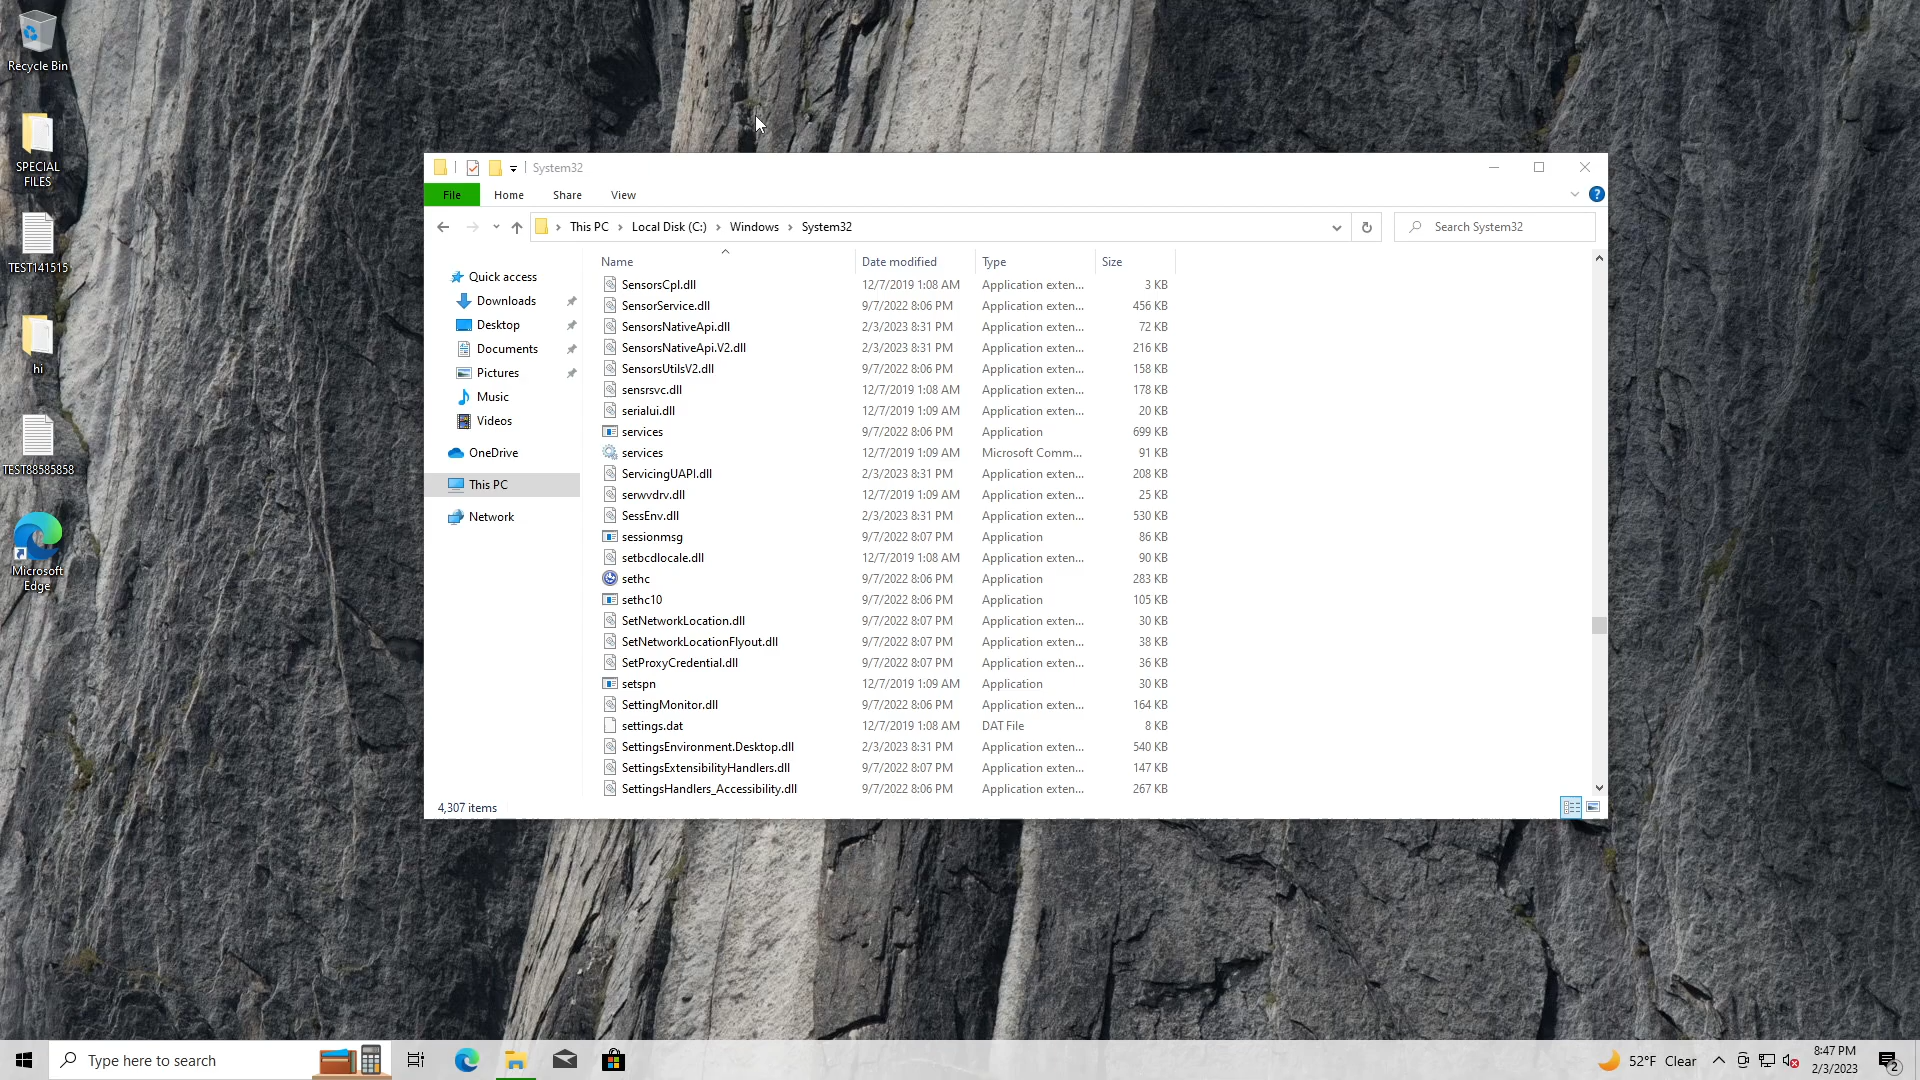 Recycle Bin
SPECIAL
FILES
TEST141515
hi
TEST88585858
Microsoft
Edge
System32
File Home Share View
?
This PC › Local Disk (C:) › Windows › System32
Search System32
Quick access
Downloads
Desktop
Documents
Pictures
Music
Videos
OneDrive
This PC
Network
Name Date modified Type Size
SensorsCpl.dll 12/7/2019 1:08 AM Application exten... 3 KB
SensorService.dll 9/7/2022 8:06 PM Application exten... 456 KB
SensorsNativeApi.dll 2/3/2023 8:31 PM Application exten... 72 KB
SensorsNativeApi.V2.dll 2/3/2023 8:31 PM Application exten... 216 KB
SensorsUtilsV2.dll 9/7/2022 8:06 PM Application exten... 158 KB
sensrsvc.dll 12/7/2019 1:08 AM Application exten... 178 KB
serialui.dll 12/7/2019 1:09 AM Application exten... 20 KB
services 9/7/2022 8:06 PM Application 699 KB
services 12/7/2019 1:09 AM Microsoft Comm... 91 KB
ServicingUAPI.dll 2/3/2023 8:31 PM Application exten... 208 KB
serwvdrv.dll 12/7/2019 1:09 AM Application exten... 25 KB
SessEnv.dll 2/3/2023 8:31 PM Application exten... 530 KB
sessionmsg 9/7/2022 8:07 PM Application 86 KB
setbcdlocale.dll 12/7/2019 1:08 AM Application exten... 90 KB
sethc 9/7/2022 8:06 PM Application 283 KB
sethc10 9/7/2022 8:06 PM Application 105 KB
SetNetworkLocation.dll 9/7/2022 8:07 PM Application exten... 30 KB
SetNetworkLocationFlyout.dll 9/7/2022 8:07 PM Application exten... 38 KB
SetProxyCredential.dll 9/7/2022 8:07 PM Application exten... 36 KB
setspn 12/7/2019 1:09 AM Application 30 KB
SettingMonitor.dll 9/7/2022 8:06 PM Application exten... 164 KB
settings.dat 12/7/2019 1:08 AM DAT File 8 KB
SettingsEnvironment.Desktop.dll 2/3/2023 8:31 PM Application exten... 540 KB
SettingsExtensibilityHandlers.dll 9/7/2022 8:07 PM Application exten... 147 KB
SettingsHandlers_Accessibility.dll 9/7/2022 8:06 PM Application exten... 267 KB
4,307 items
Type here to search
52°F Clear
8:47 PM
2/3/2023
2